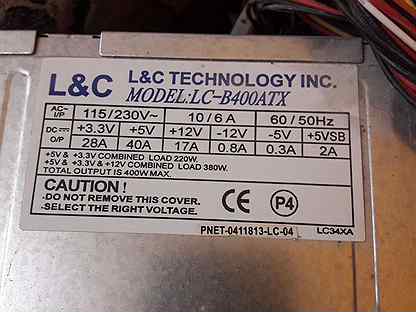 L&C
L&C TECHNOLOGY INC.
MODEL:LC-B400ATX
AC~ I/P 115/230V~ 10/6 A 60/50Hz
DC⎓ O/P +3.3V +5V +12V -12V -5V +5VSB
28A 40A 17A 0.8A 0.3A 2A
+5V & +3.3V COMBINED LOAD 220W.
+5V & +3.3V & +12V COMBINED LOAD 380W.
TOTAL OUTPUT IS 400W MAX.
CAUTION !
-DO NOT REMOVE THIS COVER.
-SELECT THE RIGHT VOLTAGE.
CE P4
PNET-0411813-LC-04 LC34XA